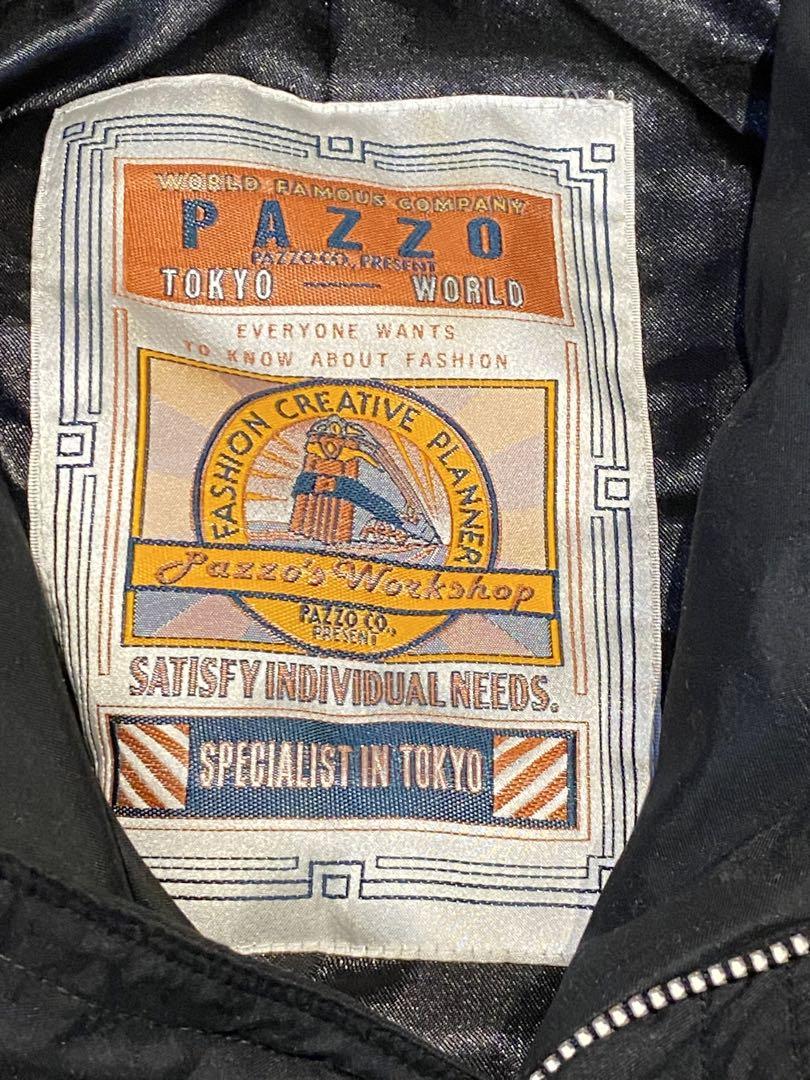 WORLD FAMOUS COMPANY
PAZZO
PAZZO CO., PRESENT
TOKYO — WORLD
EVERYONE WANTS
TO KNOW ABOUT FASHION
FASHION CREATIVE PLANNER
Pazzo's Workshop
PAZZO CO.,
PRESENT
SATISFY INDIVIDUAL NEEDS.
SPECIALIST IN TOKYO